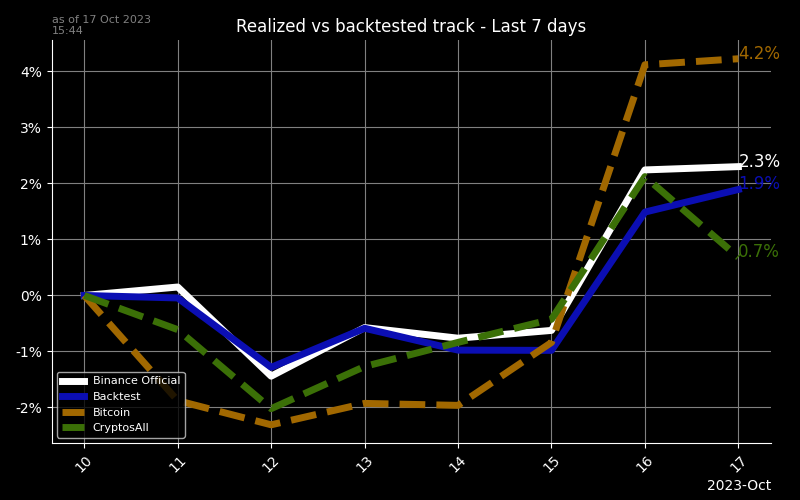 as of 17 Oct 2023
15:44
Realized vs backtested track - Last 7 days
4%
3%
2%
1%
0%
-1%
-2%
4.2%
2.3%
1.9%
0.7%
Binance Official
Backtest
Bitcoin
CryptosAll
10
11
12
13
14
15
16
17
2023-Oct